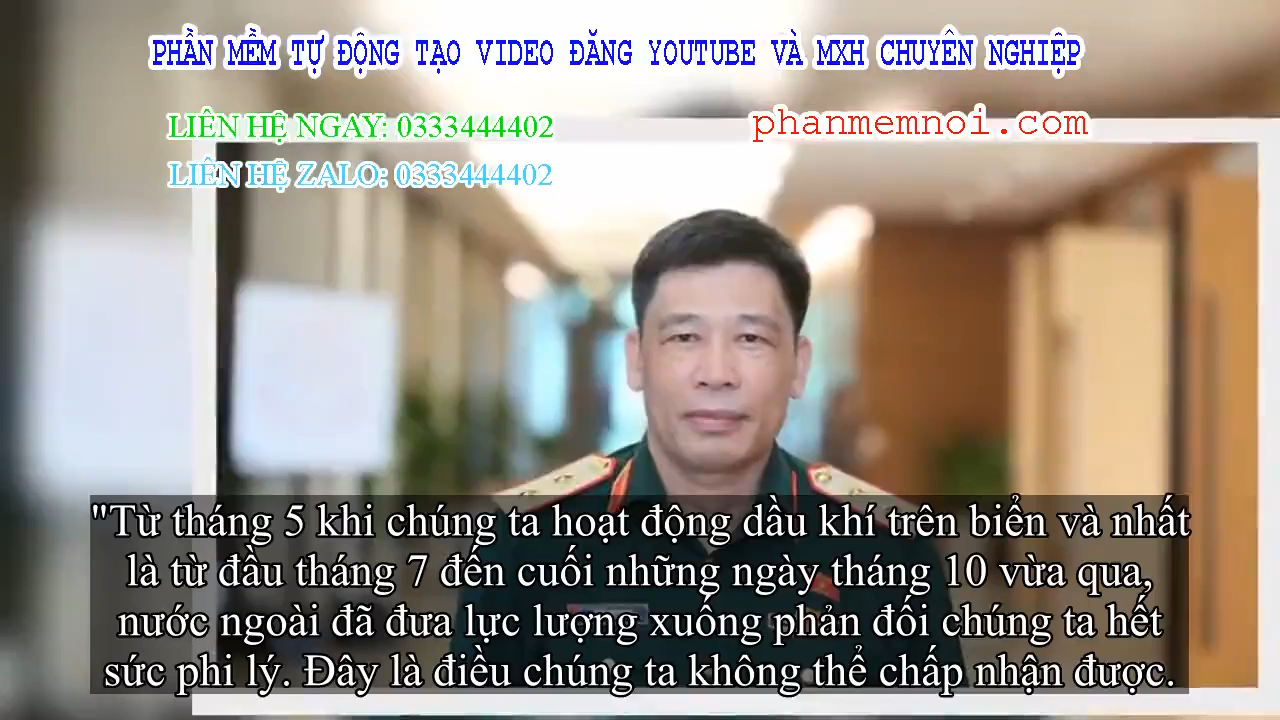 PHẦN MỀM TỰ ĐỘNG TẠO VIDEO ĐĂNG YOUTUBE VÀ MXH CHUYÊN NGHIỆP
LIÊN HỆ NGAY: 0333444402
phanmemnoi.com
LIÊN HỆ ZALO: 0333444402
"Từ tháng 5 khi chúng ta hoạt động dầu khí trên biển và nhất
là từ đầu tháng 7 đến cuối những ngày tháng 10 vừa qua,
nước ngoài đã đưa lực lượng xuống phản đối chúng ta hết
sức phi lý. Đây là điều chúng ta không thể chấp nhận được.